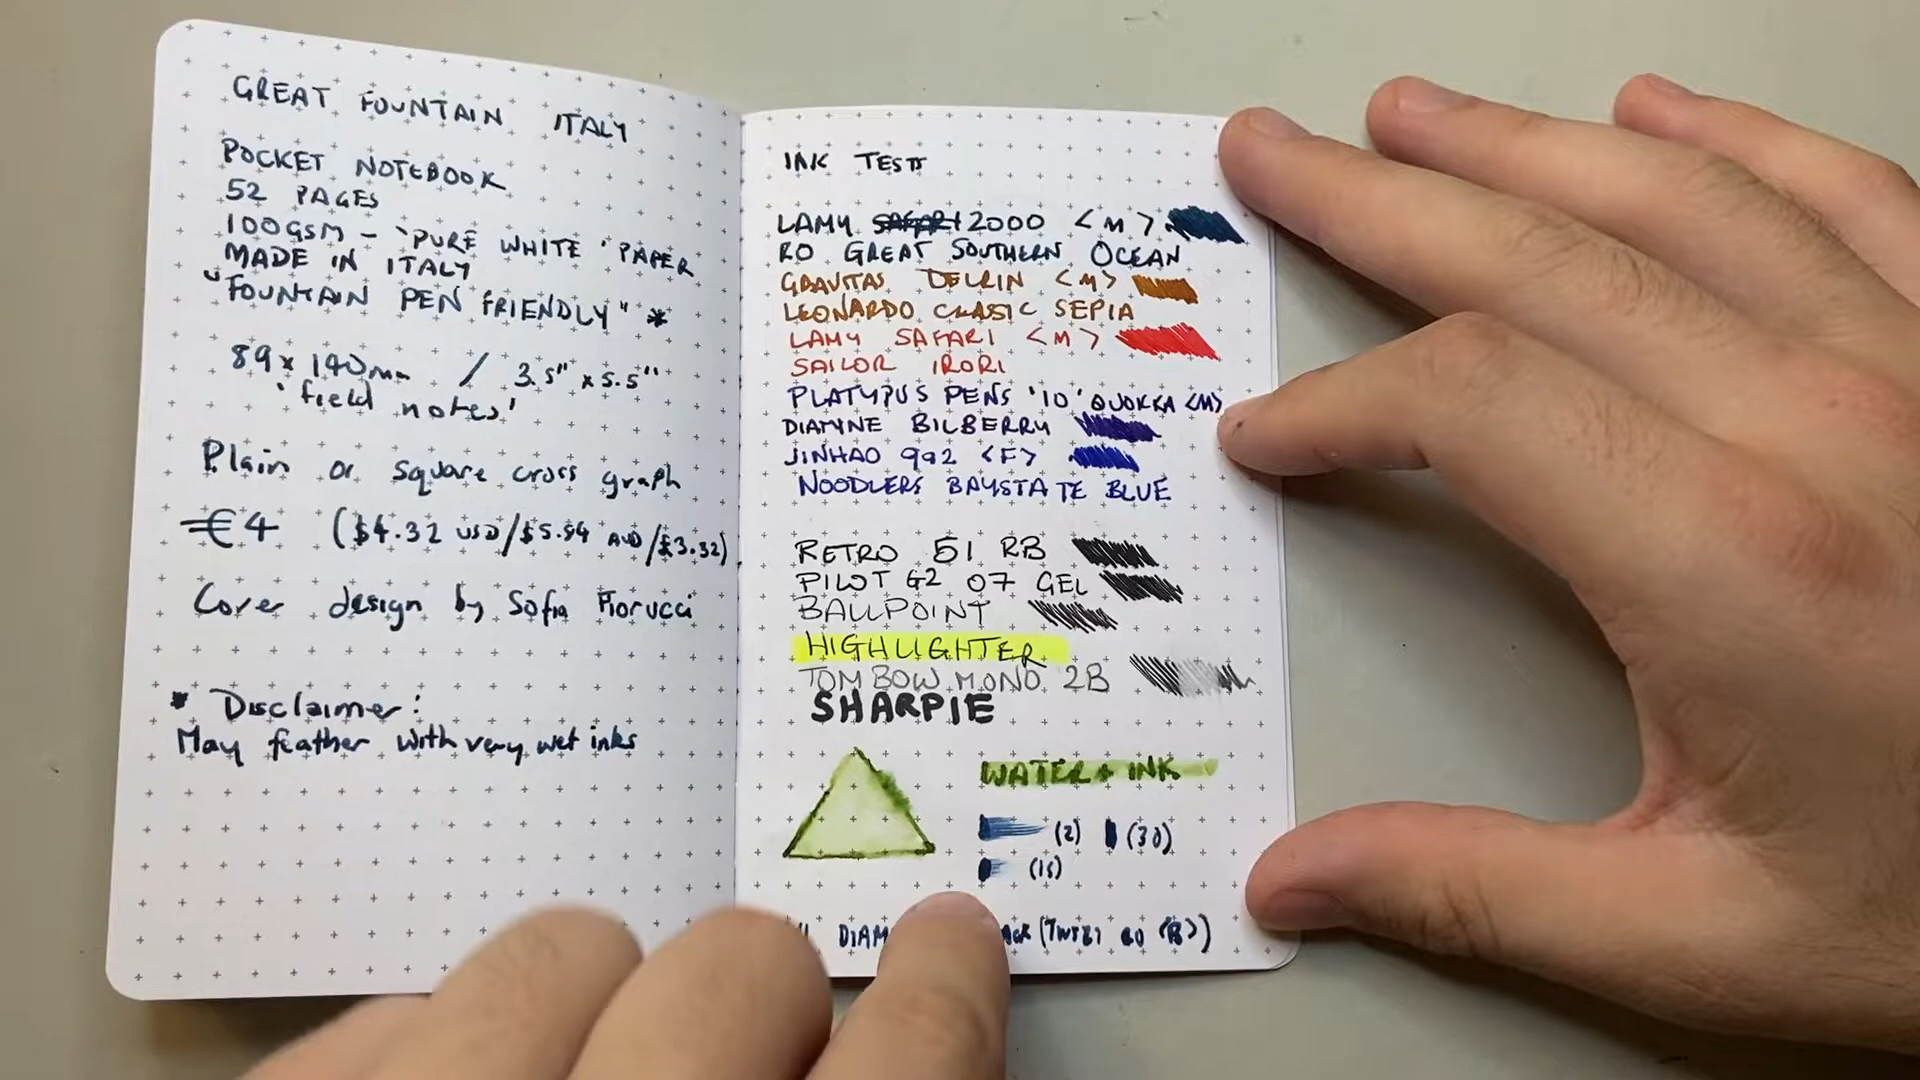 GREAT FOUNTAIN ITALY
POCKET NOTEBOOK
52 PAGES
100GSM - 'PURE WHITE' PAPER
MADE IN ITALY
"FOUNTAIN PEN FRIENDLY" *
89 x 140mm / 3.5" x 5.5"
'field notes'
Plain or square cross graph
€4 ($4.32 USD/$5.94 AUD/£3.32)
Cover design by Sofia Fiorucci
* Disclaimer:
May feather with very wet inks
INK TESTS
LAMY SAFARI 2000 <M>
RO GREAT SOUTHERN OCEAN
GRAVITAS DELRIN <M>
LEONARDO CLASSIC SEPIA
LAMY SAFARI <M>
SAILOR IRORI
PLATYPUS PENS '10' QUOKKA <M>
DIAMINE BILBERRY
JINHAO 992 <F>
NOODLERS BAYSTATE BLUE
RETRO 51 RB
PILOT G2 07 GEL
BALLPOINT
HIGHLIGHTER
TOMBOW MONO 2B
SHARPIE
WATER + INK
(2) (30)
(15)
(TWSBI GO <B>)